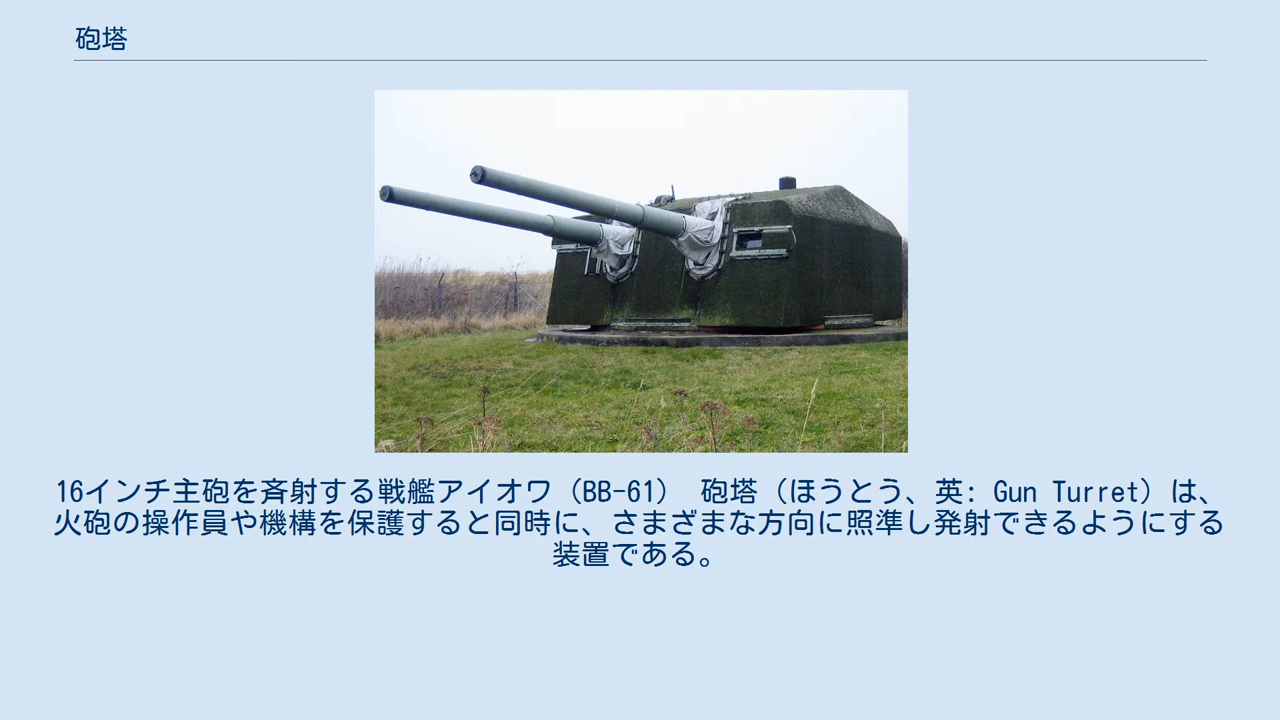 砲塔
16インチ主砲を斉射する戦艦アイオワ（BB-61） 砲塔（ほうとう、英: Gun Turret）は、
火砲の操作員や機構を保護すると同時に、さまざまな方向に照準し発射できるようにする
装置である。